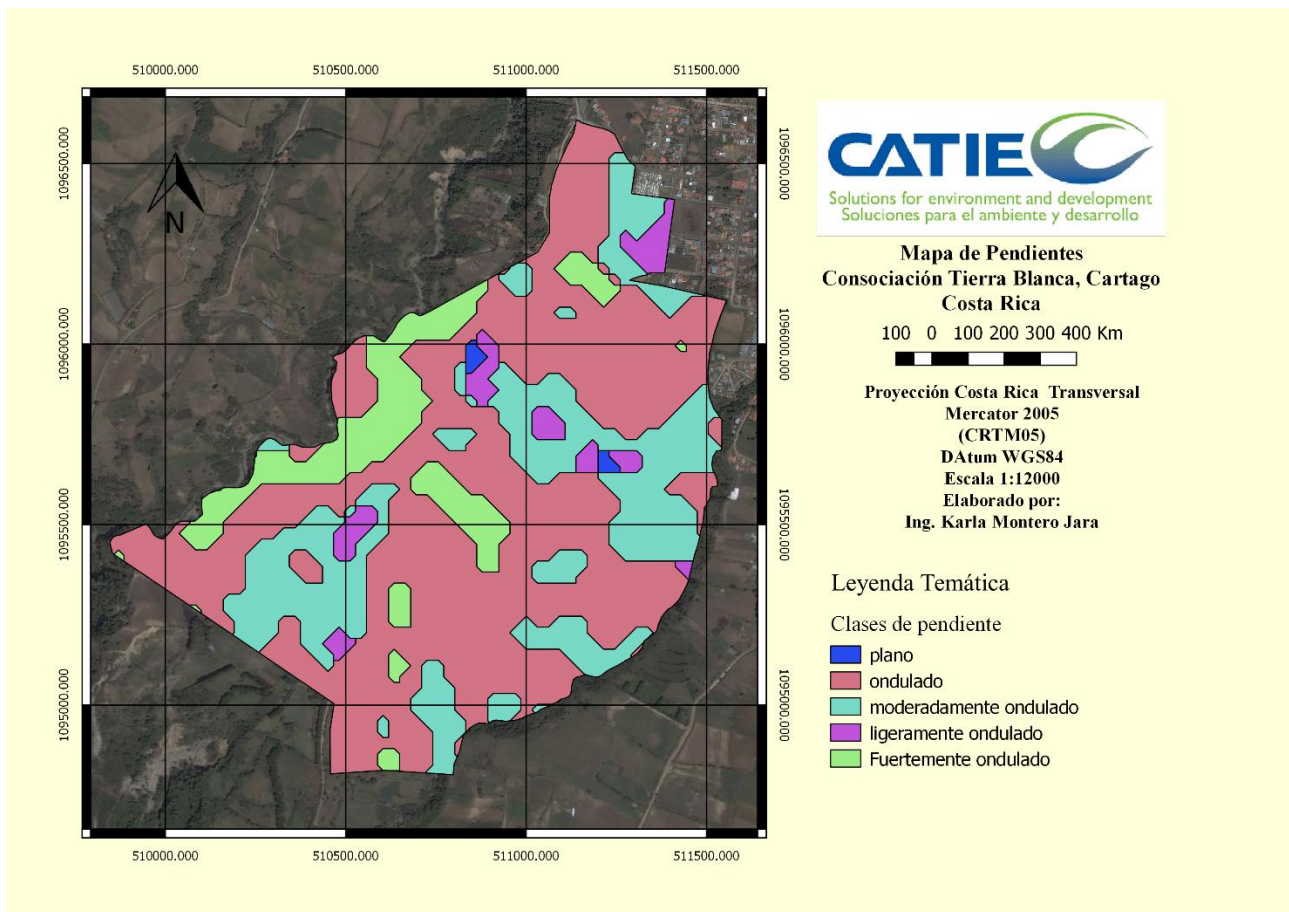 510000.000 510500.000 511000.000 511500.000
1096500.000
1096000.000
1095500.000
1095000.000
N
1096500.000
1096000.000
1095500.000
1095000.000
510000.000 510500.000 511000.000 511500.000
CATIE
Solutions for environment and development
Soluciones para el ambiente y desarrollo
Mapa de Pendientes
Consociación Tierra Blanca, Cartago
Costa Rica
100 0 100 200 300 400 Km
Proyección Costa Rica Transversal
Mercator 2005
(CRTM05)
DAtum WGS84
Escala 1:12000
Elaborado por:
Ing. Karla Montero Jara
Leyenda Temática
Clases de pendiente
plano
ondulado
moderadamente ondulado
ligeramente ondulado
Fuertemente ondulado